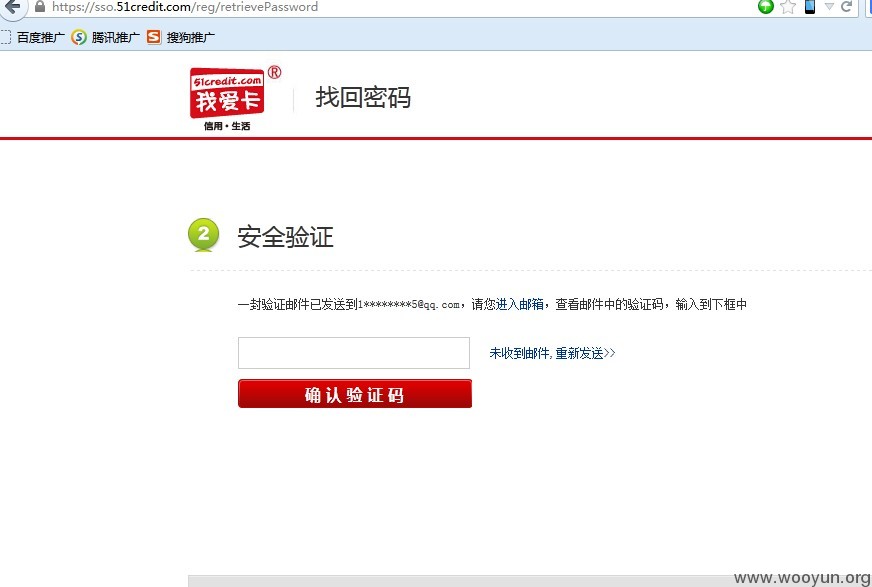 https://sso.51credit.com/reg/retrievePassword
百度推广 腾讯推广 S 搜狗推广
51credit.com ®
我爱卡
信用·生活
找回密码
2 安全验证
一封验证邮件已发送到1********5@qq.com，请您进入邮箱，查看邮件中的验证码，输入到下框中
未收到邮件,重新发送>>
确认验证码
www.wooyun.org